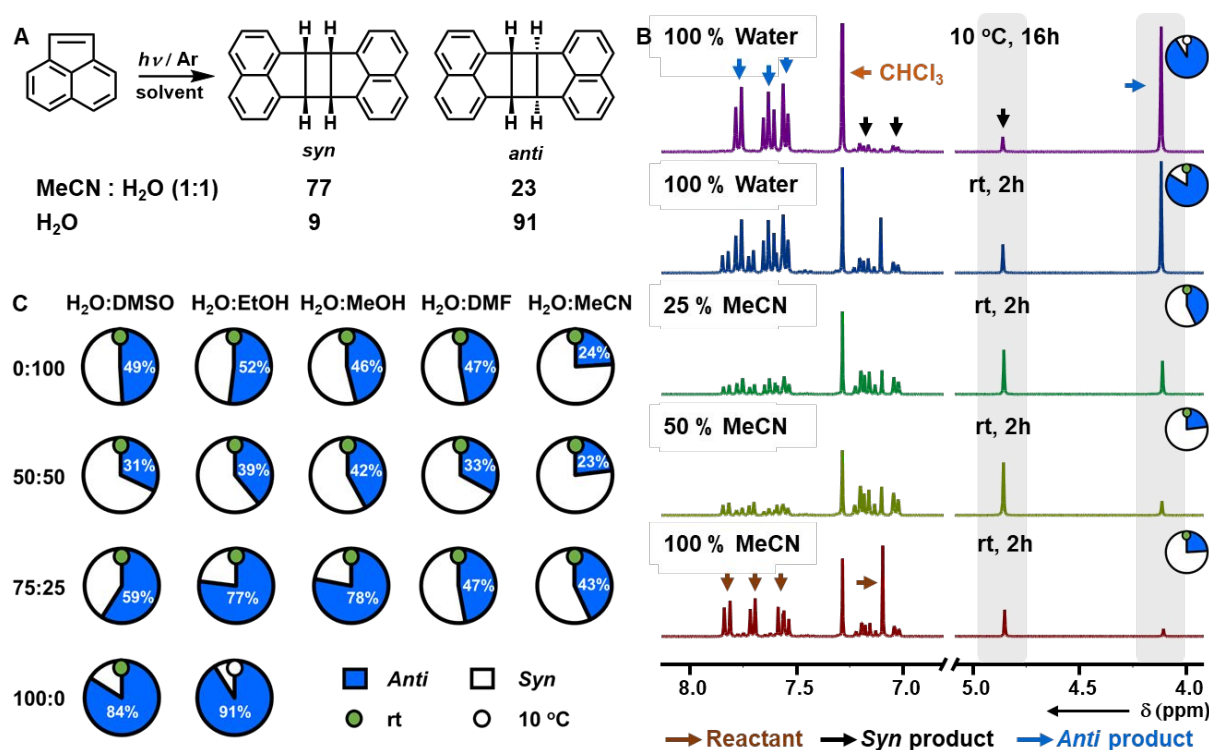 A
hν / Ar
solvent
H H
H H
syn
H H
H H
anti
MeCN : H₂O (1:1) 77 23
H₂O 9 91
B
100 % Water
10 °C, 16h
CHCl₃
100 % Water
rt, 2h
25 % MeCN
rt, 2h
50 % MeCN
rt, 2h
100 % MeCN
rt, 2h
8.0 7.5 7.0 5.0 4.5 4.0
δ (ppm)
Reactant Syn product Anti product
C
H₂O:DMSO H₂O:EtOH H₂O:MeOH H₂O:DMF H₂O:MeCN
0:100 49% 52% 46% 47% 24%
50:50 31% 39% 42% 33% 23%
75:25 59% 77% 78% 47% 43%
100:0 84% 91%
Anti Syn
rt 10 °C